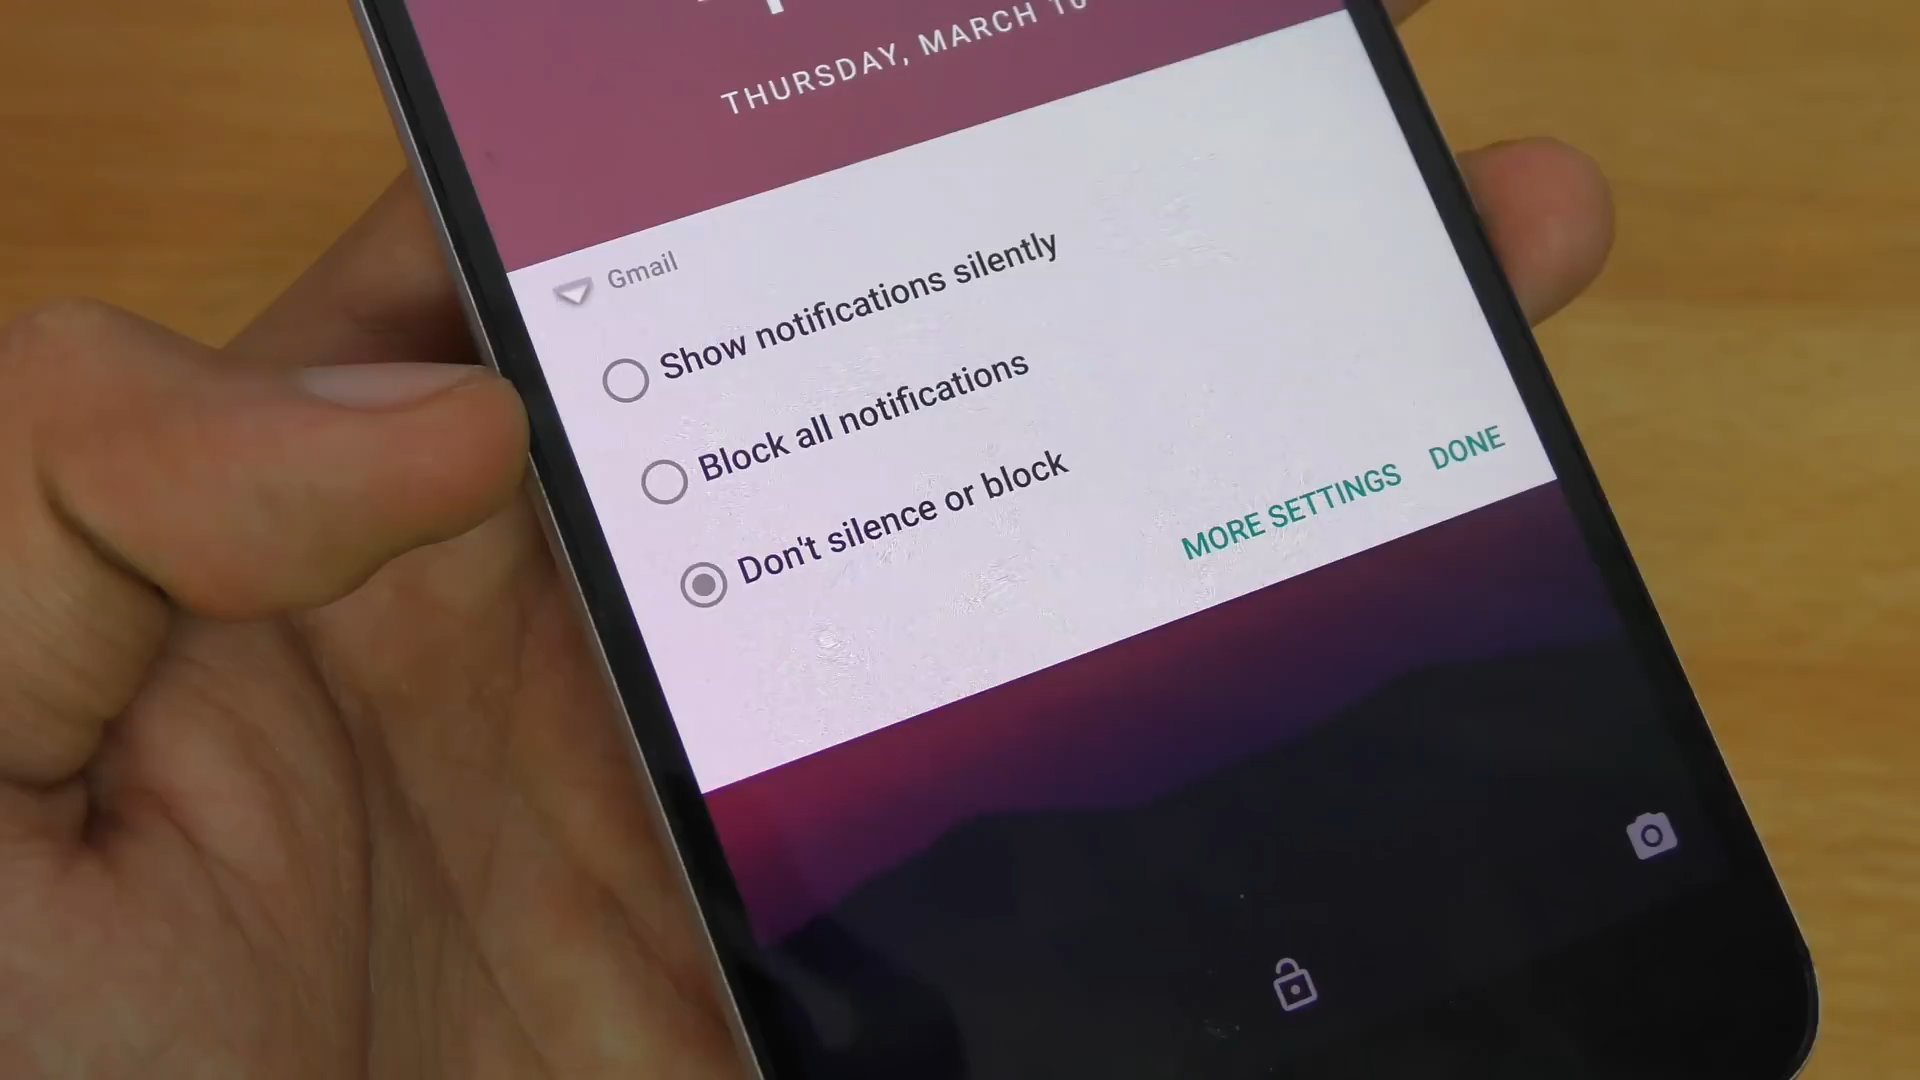 THURSDAY, MARCH 10
Gmail
Show notifications silently
Block all notifications
Don't silence or block
MORE SETTINGS DONE